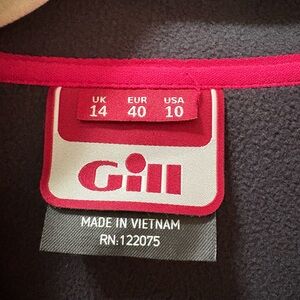 UK EUR USA
14 40 10
Gill
MADE IN VIETNAM
RN:122075